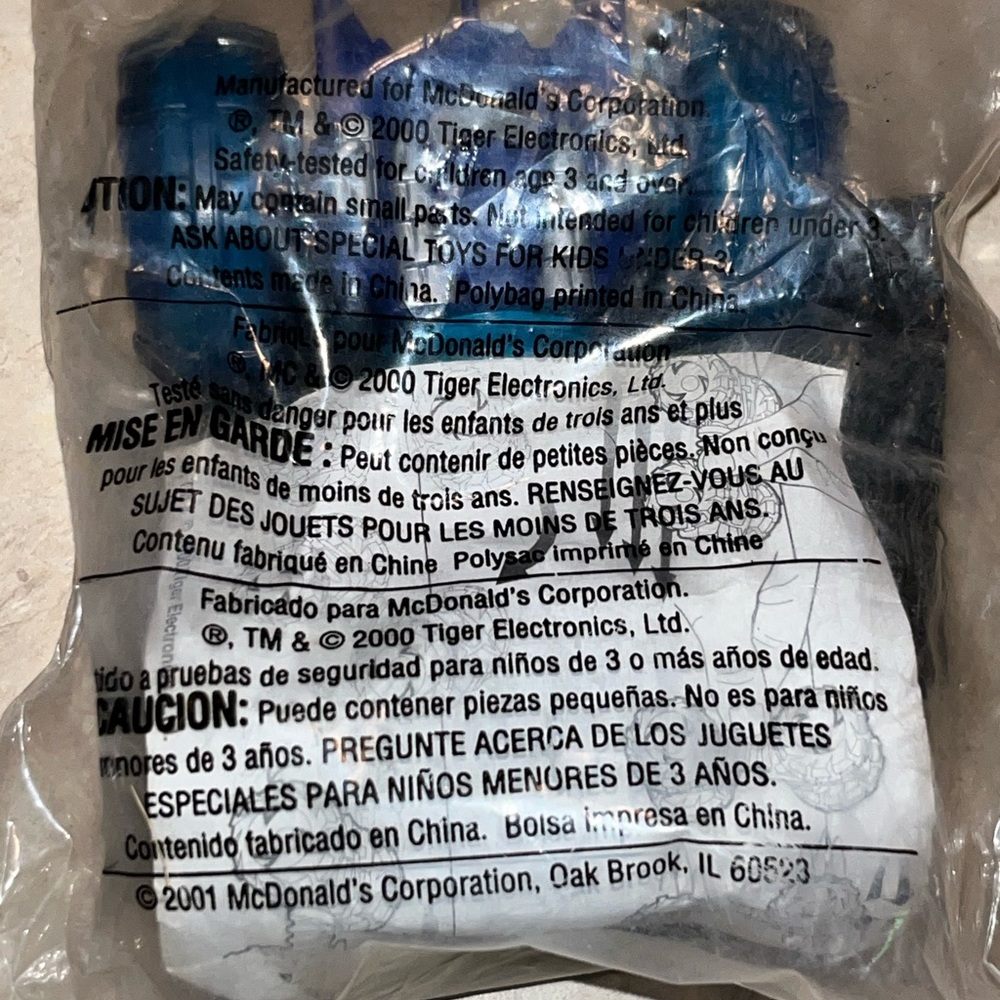 Manufactured for McDonald's Corporation.
®, TM & © 2000 Tiger Electronics, Ltd.
Safety-tested for children age 3 and over.
UTION: May contain small parts. Not intended for children under 3.
ASK ABOUT SPECIAL TOYS FOR KIDS UNDER 3.
Contents made in China. Polybag printed in China.
Fabriqué pour McDonald's Corporation
®, MC & © 2000 Tiger Electronics, Ltd.
Testé sans danger pour les enfants de trois ans et plus
MISE EN GARDE : Peut contenir de petites pièces. Non conçu
pour les enfants de moins de trois ans. RENSEIGNEZ-VOUS AU
SUJET DES JOUETS POUR LES MOINS DE TROIS ANS.
Contenu fabriqué en Chine Polysac imprimé en Chine
Fabricado para McDonald's Corporation.
®, TM & © 2000 Tiger Electronics, Ltd.
tido a pruebas de seguridad para niños de 3 o más años de edad.
CAUCION: Puede contener piezas pequeñas. No es para niños
menores de 3 años. PREGUNTE ACERCA DE LOS JUGUETES
ESPECIALES PARA NIÑOS MENORES DE 3 AÑOS.
Contenido fabricado en China. Bolsa impresa en China.
© 2001 McDonald's Corporation, Oak Brook, IL 60523